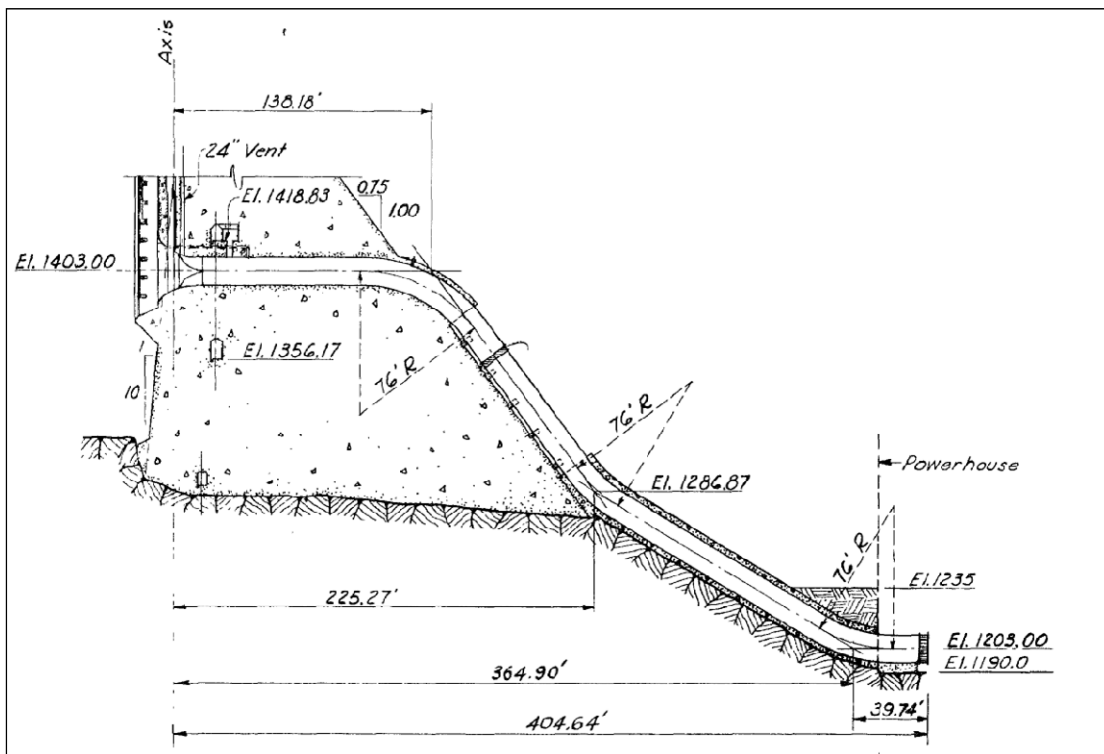 Axis
138.18'
24" Vent
El. 1418.83
0.75
1.00
El. 1403.00
1
10
El. 1356.17
76' R
76' R
El. 1286.87
Powerhouse
76' R
El. 1235
225.27'
El. 1203.00
El. 1190.0
364.90'
39.74'
404.64'